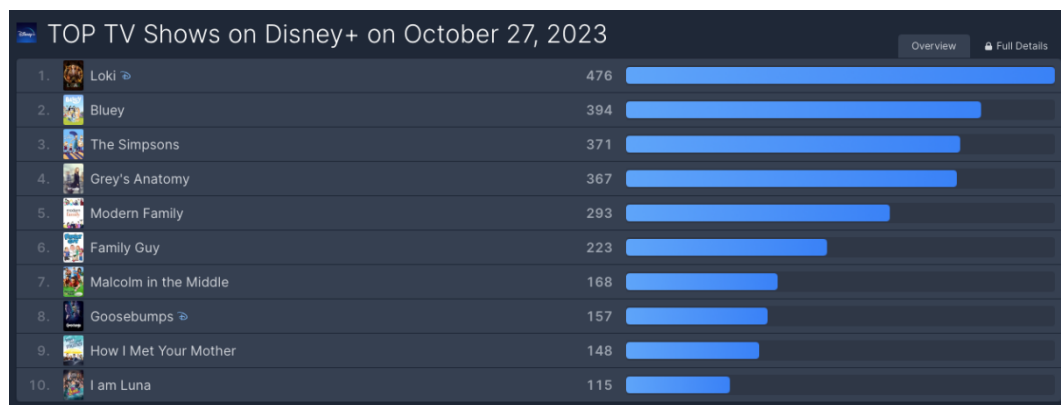 TOP TV Shows on Disney+ on October 27, 2023
Overview
Full Details
1. Loki 476
2. Bluey 394
3. The Simpsons 371
4. Grey's Anatomy 367
5. Modern Family 293
6. Family Guy 223
7. Malcolm in the Middle 168
8. Goosebumps 157
9. How I Met Your Mother 148
10. I am Luna 115